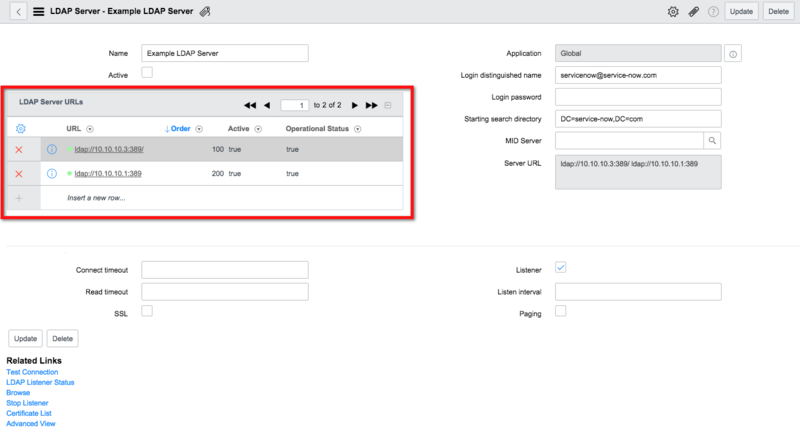 LDAP Server - Example LDAP Server
Update
Delete
Name
Example LDAP Server
Active
Application
Global
Login distinguished name
servicenow@service-now.com
Login password
Starting search directory
DC=service-now,DC=com
MID Server
Server URL
ldap://10.10.10.3:389/ ldap://10.10.10.1:389
LDAP Server URLs
1 to 2 of 2
URL Order Active Operational Status
ldap://10.10.10.3:389/ 100 true true
ldap://10.10.10.1:389 200 true true
Insert a new row...
Connect timeout
Read timeout
SSL
Listener
Listen interval
Paging
Update
Delete
Related Links
Test Connection
LDAP Listener Status
Browse
Stop Listener
Certificate List
Advanced View